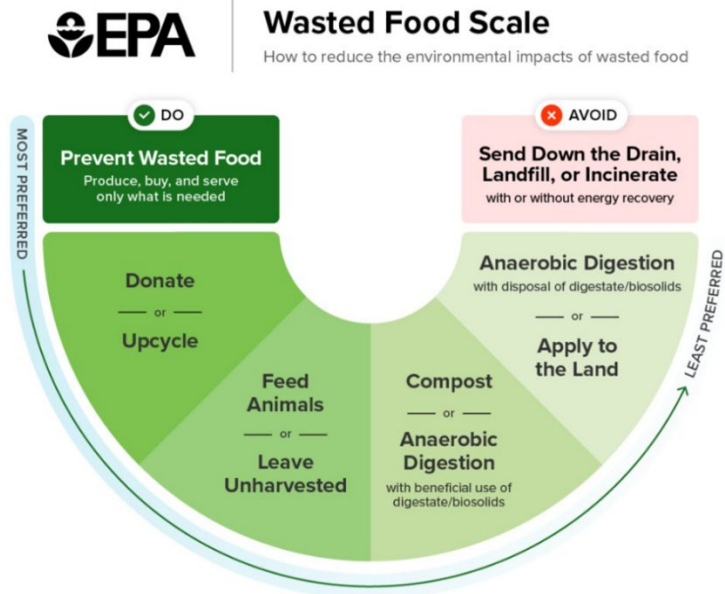 EPA
Wasted Food Scale
How to reduce the environmental impacts of wasted food
MOST PREFERRED
DO
Prevent Wasted Food
Produce, buy, and serve
only what is needed
Donate
or
Upcycle
Feed
Animals
or
Leave
Unharvested
Compost
or
Anaerobic
Digestion
with beneficial use of
digestate/biosolids
Anaerobic Digestion
with disposal of digestate/biosolids
or
Apply to
the Land
AVOID
Send Down the Drain,
Landfill, or Incinerate
with or without energy recovery
LEAST PREFERRED